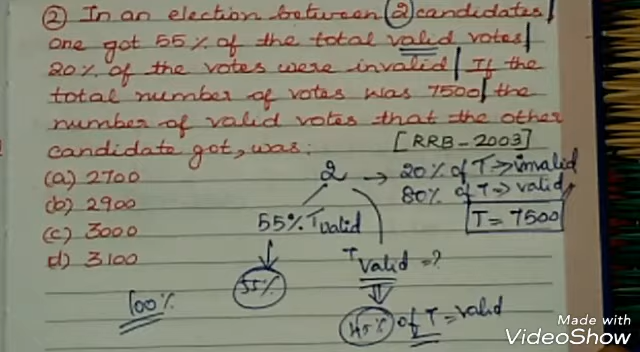 ② In an election between 2 candidates
one got 55% of the total valid votes
20% of the votes were invalid If the
total number of votes was 7500 the
number of valid votes that the other
candidate got, was: [RRB-2003]
(a) 2700
(b) 2900
(c) 3000
d) 3100
2 → 20% of T → invalid
80% of T → valid
T = 7500
55% T valid
55%
T valid = ?
45% of T = valid
100%
Made with
VideoShow